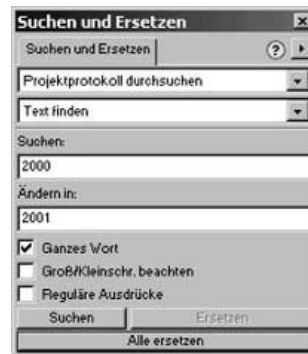 Suchen und Ersetzen
Suchen und Ersetzen
Projektprotokoll durchsuchen
Text finden
Suchen:
2000
Ändern in:
2001
Ganzes Wort
Groß/Kleinschr. beachten
Reguläre Ausdrücke
Suchen Ersetzen
Alle ersetzen